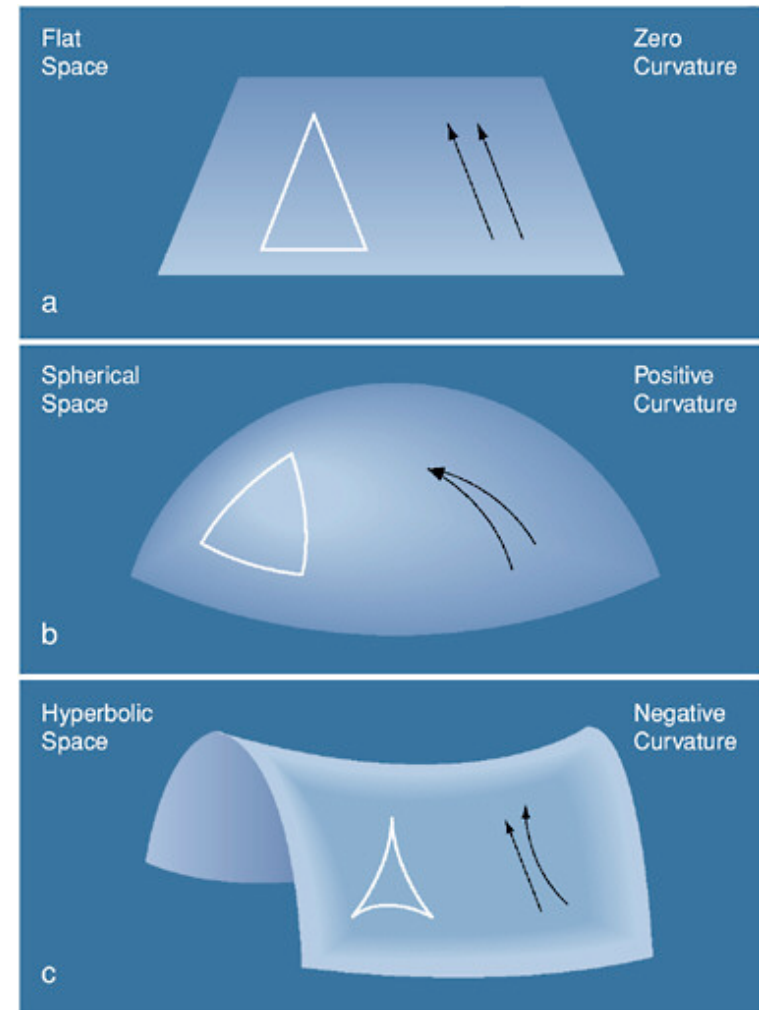 Flat
Space
Zero
Curvature
a
Spherical
Space
Positive
Curvature
b
Hyperbolic
Space
Negative
Curvature
c